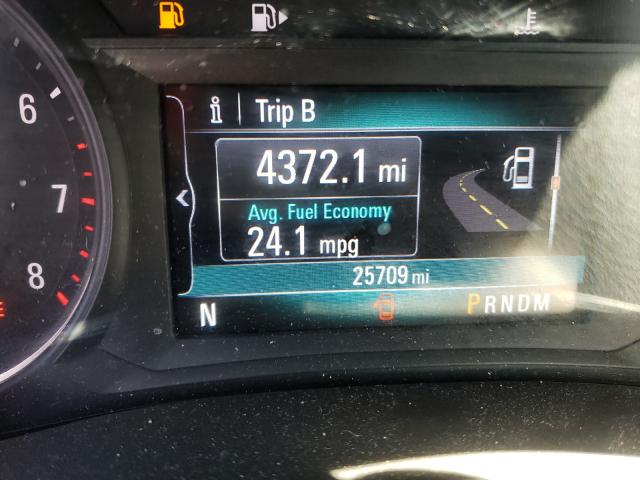 Trip B
6
4372.1 mi
7
Avg. Fuel Economy
24.1 mpg
8
25709 mi
N
PRNDM